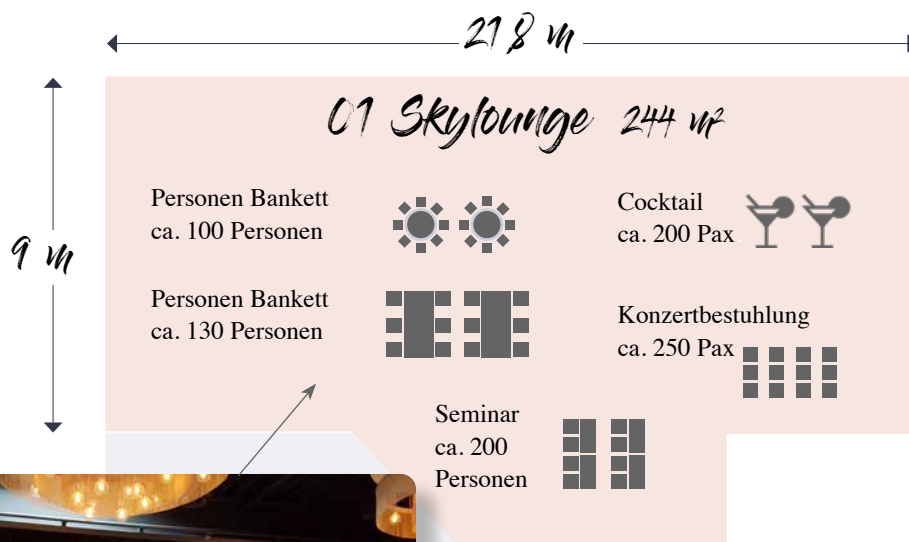 21,8 m
01 Skylounge 244 m²
Personen Bankett
ca. 100 Personen
Cocktail
ca. 200 Pax
9 m
Personen Bankett
ca. 130 Personen
Konzertbestuhlung
ca. 250 Pax
Seminar
ca. 200
Personen